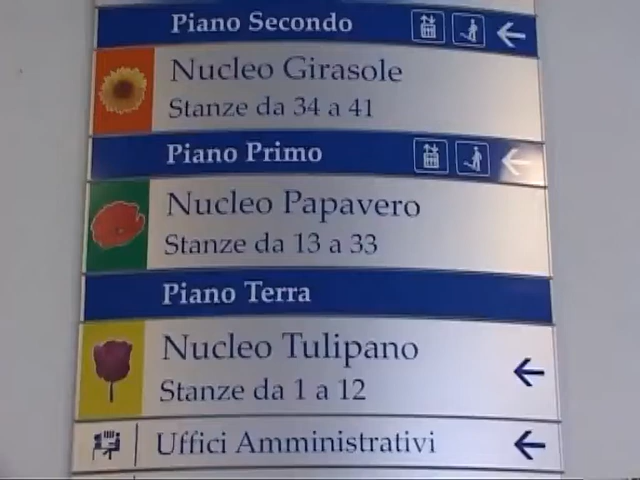 Piano Secondo
Nucleo Girasole
Stanze da 34 a 41
Piano Primo
Nucleo Papavero
Stanze da 13 a 33
Piano Terra
Nucleo Tulipano
Stanze da 1 a 12
Uffici Amministrativi